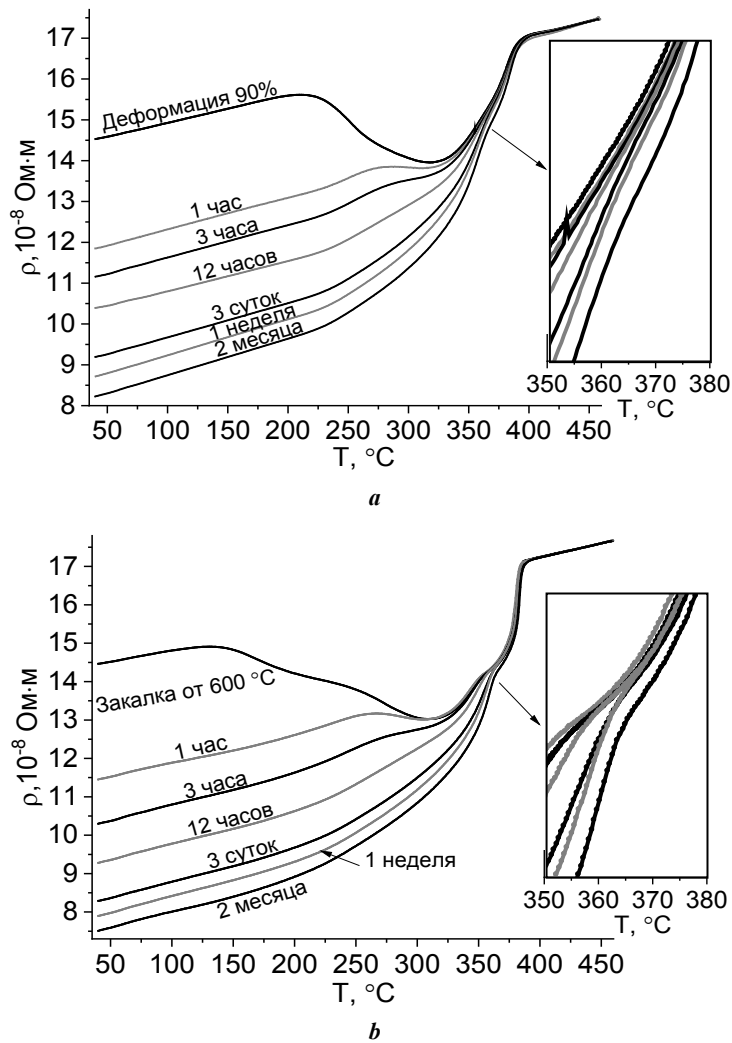 17
16
15
14
13
12
11
10
9
8
ρ,10⁻⁸ Ом·м
Деформация 90%
1 час
3 часа
12 часов
3 суток
1 неделя
2 месяца
350 360 370 380
T, °C
50 100 150 200 250 300 350 400 450
T, °C
a
17
16
15
14
13
12
11
10
9
8
ρ,10⁻⁸ Ом·м
Закалка от 600 °C
1 час
3 часа
12 часов
3 суток
1 неделя
2 месяца
350 360 370 380
T, °C
50 100 150 200 250 300 350 400 450
T, °C
b